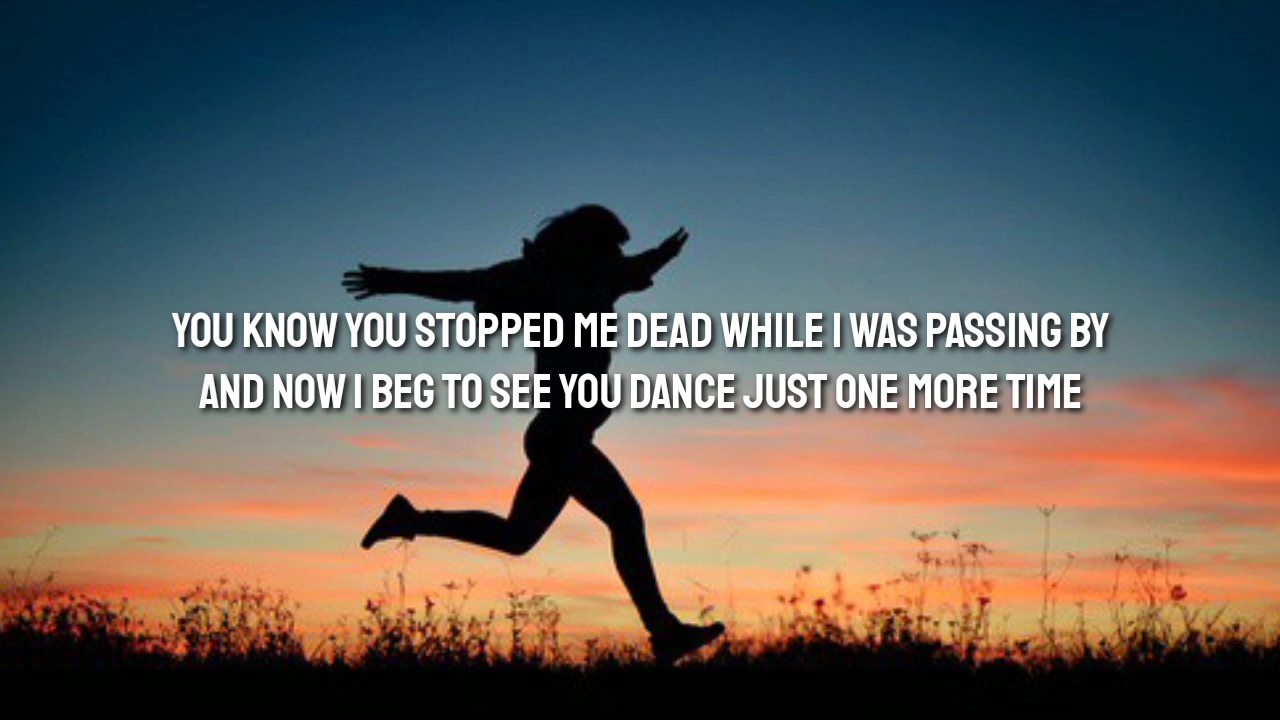 YOU KNOW YOU STOPPED ME DEAD WHILE I WAS PASSING BY
AND NOW I BEG TO SEE YOU DANCE JUST ONE MORE TIME